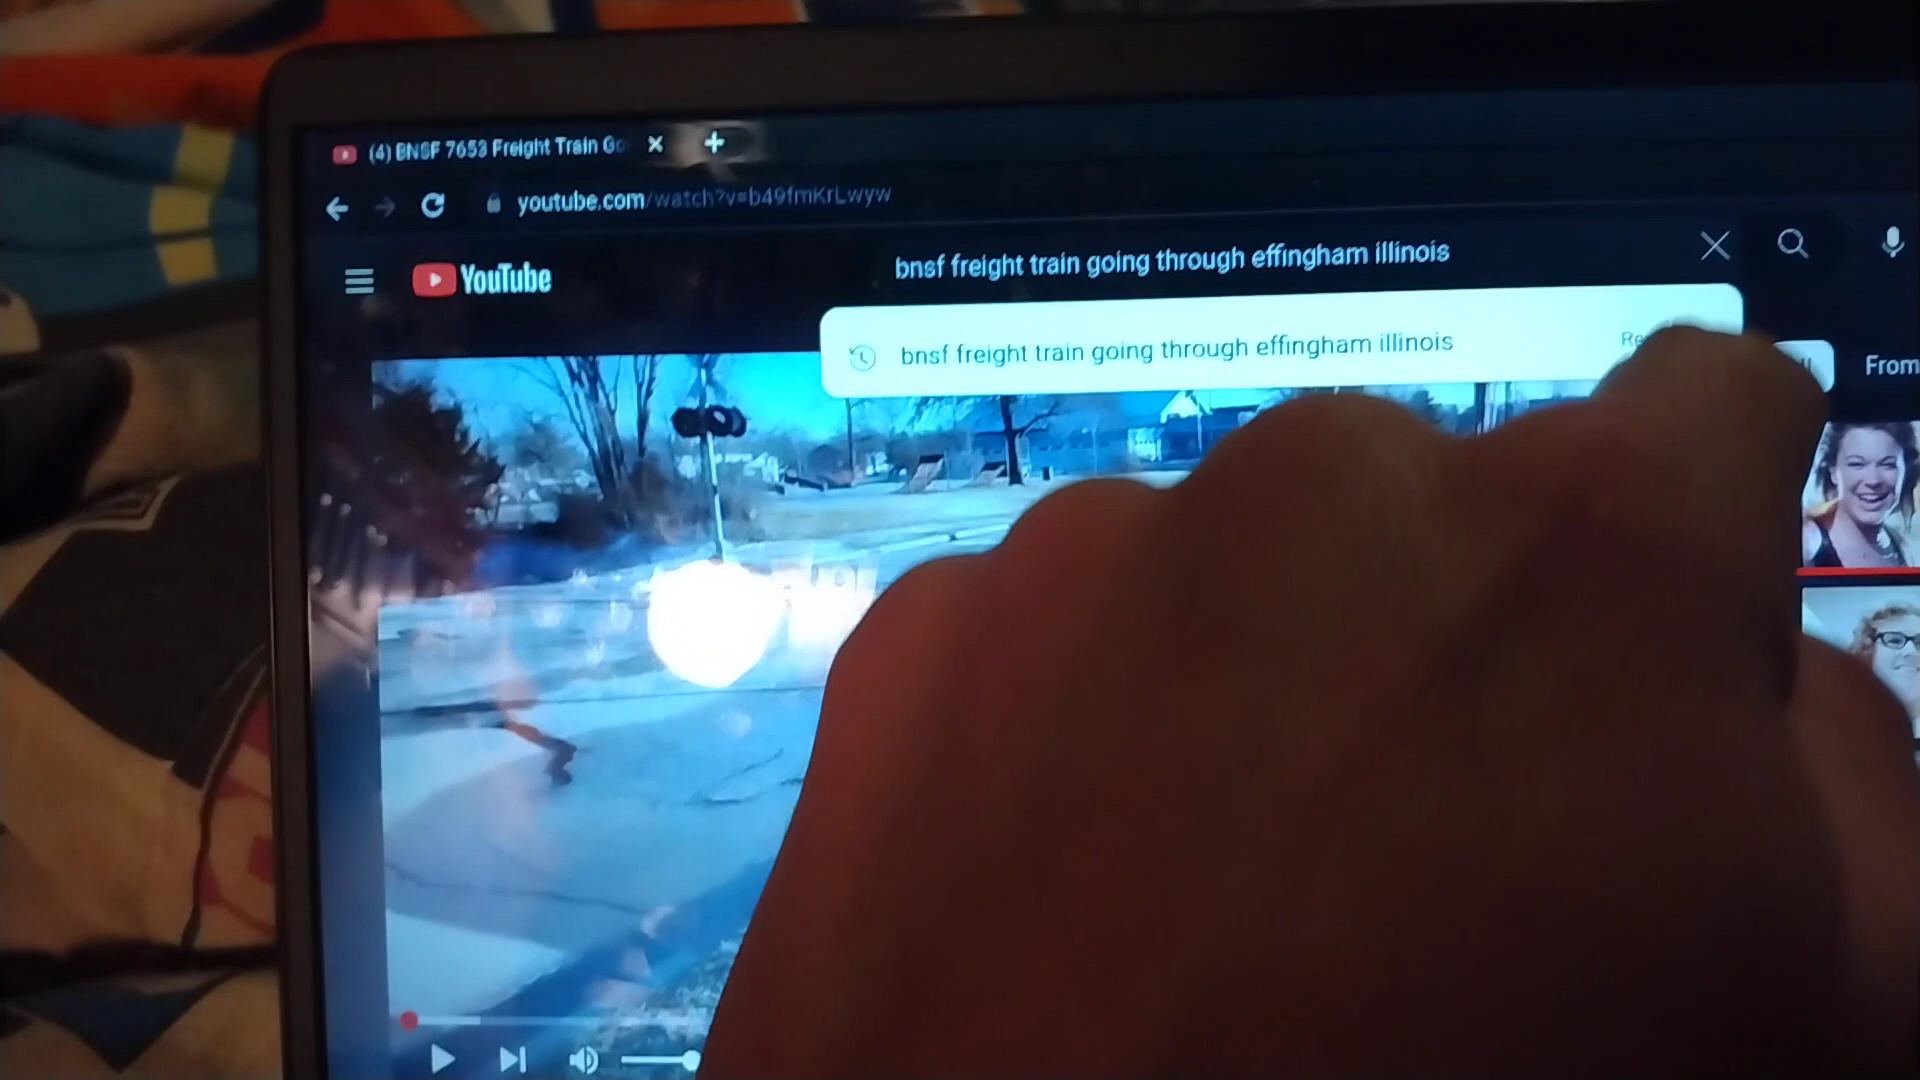 (4) BNSF 7653 Freight Train Go
youtube.com/watch?v=b49fmKrLwyw
YouTube
bnsf freight train going through effingham illinois
bnsf freight train going through effingham illinois
From